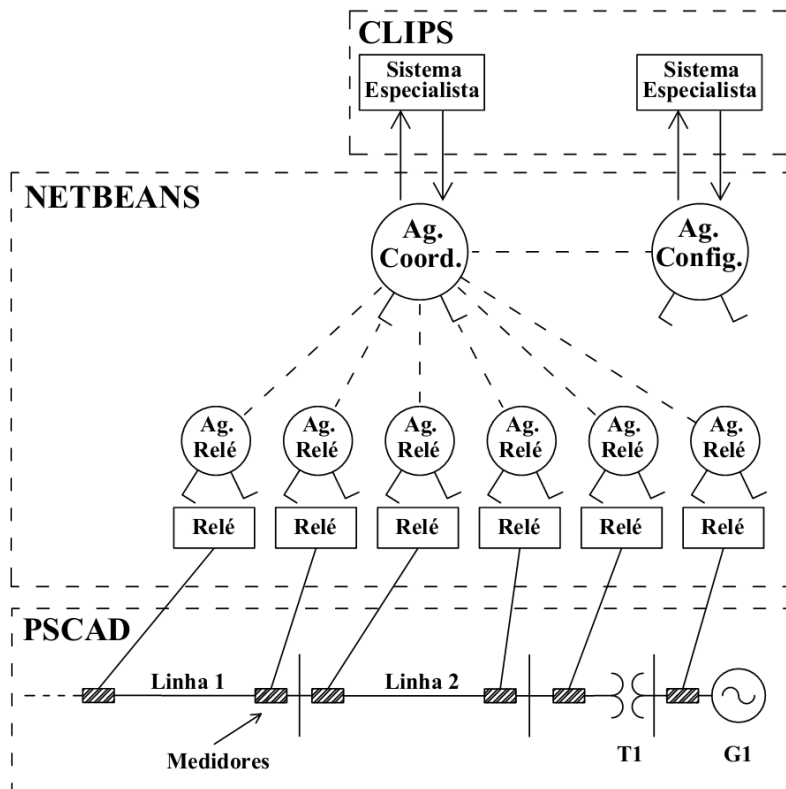 CLIPS
Sistema
Especialista
Sistema
Especialista
NETBEANS
Ag.
Coord.
Ag.
Config.
Ag.
Relé
Ag.
Relé
Ag.
Relé
Ag.
Relé
Ag.
Relé
Ag.
Relé
Relé
Relé
Relé
Relé
Relé
Relé
PSCAD
Linha 1
Linha 2
Medidores
T1
G1